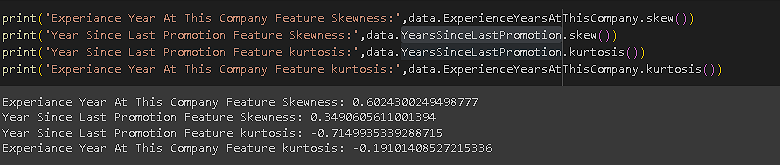 print('Experiance Year At This Company Feature Skewness:',data.ExperienceYearsAtThisCompany.skew())
print('Year Since Last Promotion Feature Skewness:',data.YearsSinceLastPromotion.skew())
print('Year Since Last Promotion Feature kurtosis:',data.YearsSinceLastPromotion.kurtosis())
print('Experiance Year At This Company Feature kurtosis:',data.ExperienceYearsAtThisCompany.kurtosis())
Experiance Year At This Company Feature Skewness: 0.6024300249498777
Year Since Last Promotion Feature Skewness: 0.3490605611001394
Year Since Last Promotion Feature kurtosis: -0.7149935339288715
Experiance Year At This Company Feature kurtosis: -0.19101408527215336